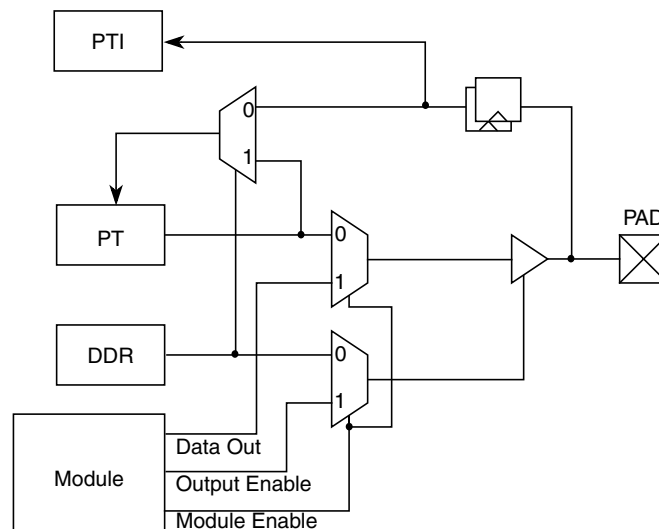 PTI
0
1
PT
0
PAD
1
DDR
0
1
Data Out
Module
Output Enable
Module Enable